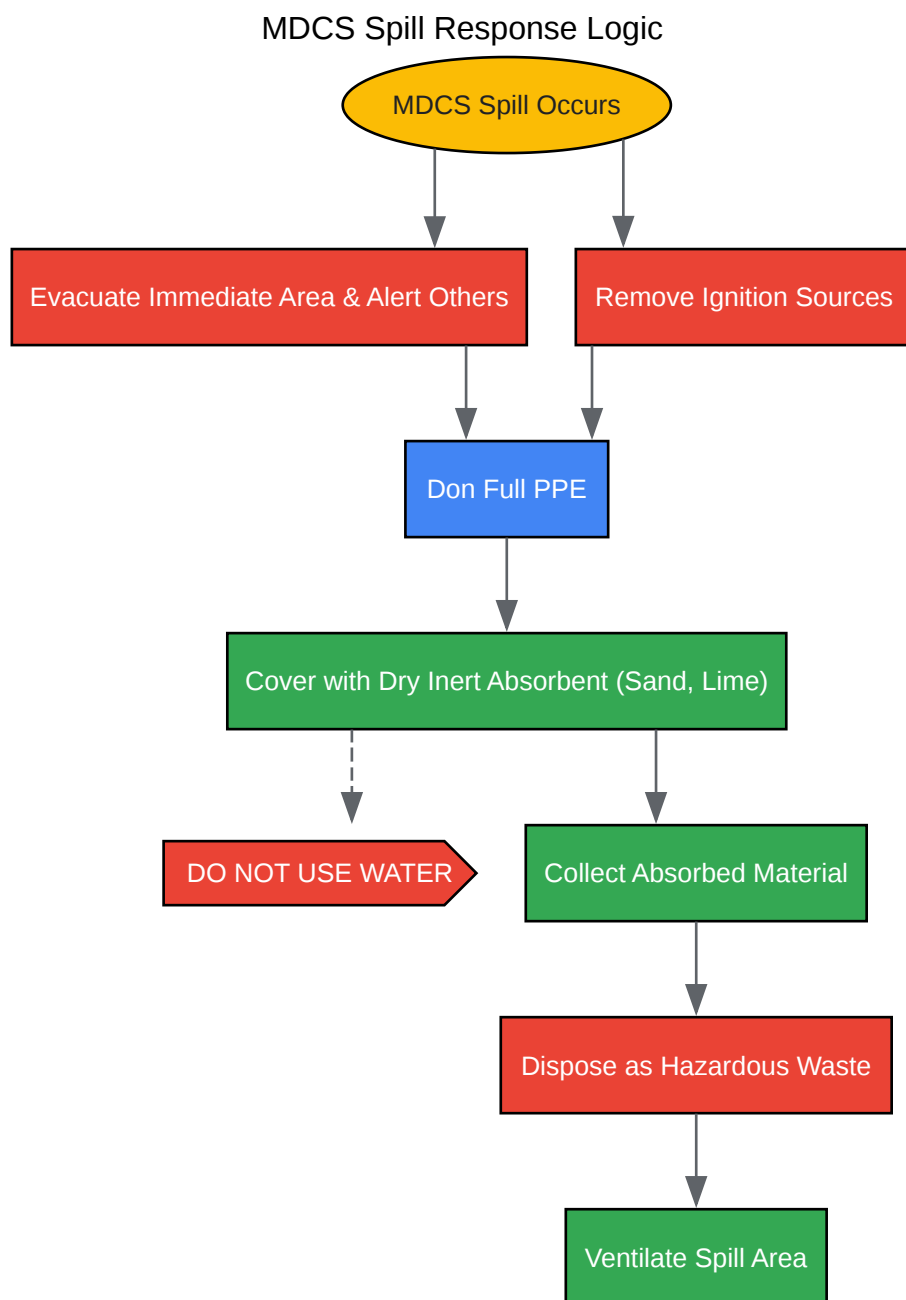 MDCS Spill Response Logic
MDCS Spill Occurs
Evacuate Immediate Area & Alert Others
Remove Ignition Sources
Don Full PPE
Cover with Dry Inert Absorbent (Sand, Lime)
DO NOT USE WATER
Collect Absorbed Material
Dispose as Hazardous Waste
Ventilate Spill Area